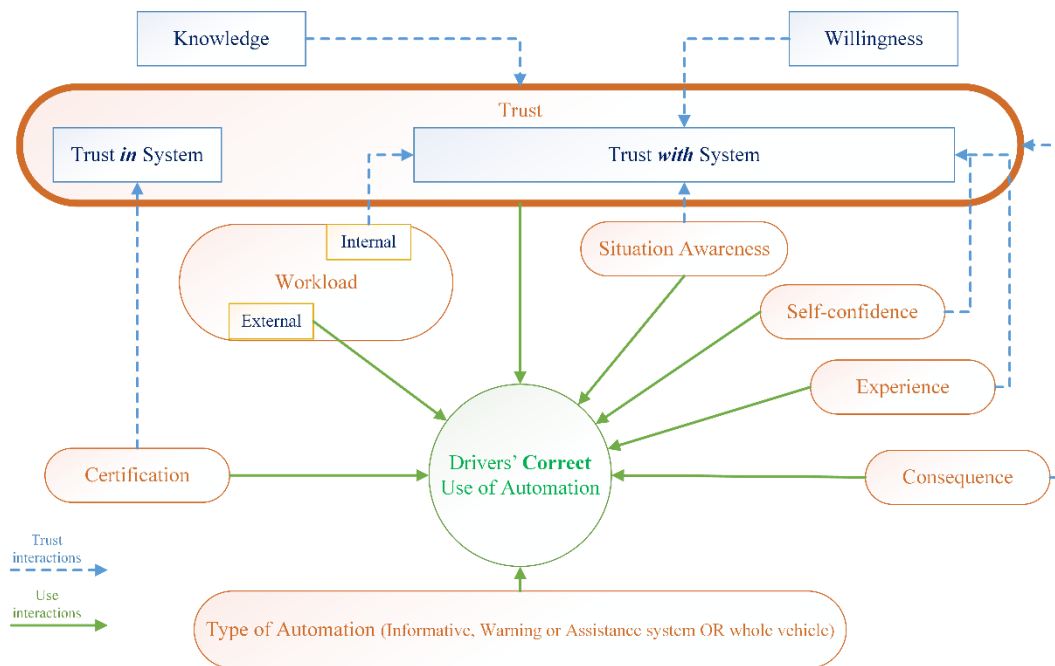 Knowledge
Willingness
Trust
Trust in System
Trust with System
Internal
Workload
External
Situation Awareness
Self-confidence
Experience
Drivers' Correct
Use of Automation
Certification
Consequence
Trust
interactions
Use
interactions
Type of Automation (Informative, Warning or Assistance system OR whole vehicle)